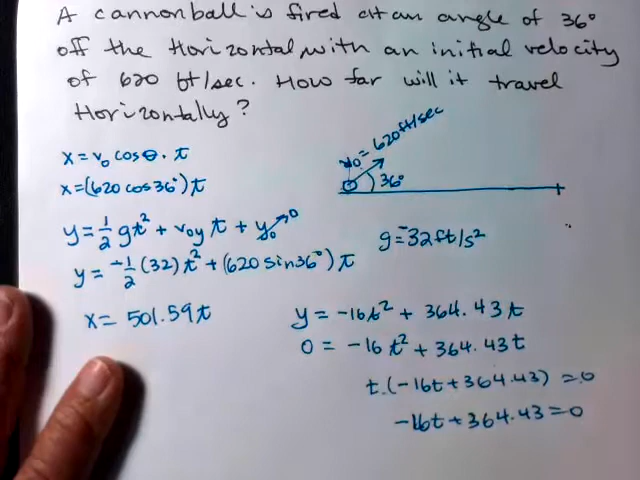 A cannonball is fired at an angle of 36°
off the Horizontal with an initial velocity
of 620 ft/sec. How far will it travel
Horizontally?
v₀ = 620 ft/sec
36°
x = v₀ cosθ · t
x = (620 cos 36°) t
y = 1/2 gt² + v₀y t + y₀ → 0
g = -32 ft/s²
y = -1/2 (32) t² + (620 sin 36°) t
x = 501.59 t
y = -16t² + 364.43 t
0 = -16 t² + 364.43 t
t · (-16t + 364.43) = 0
-16t + 364.43 = 0